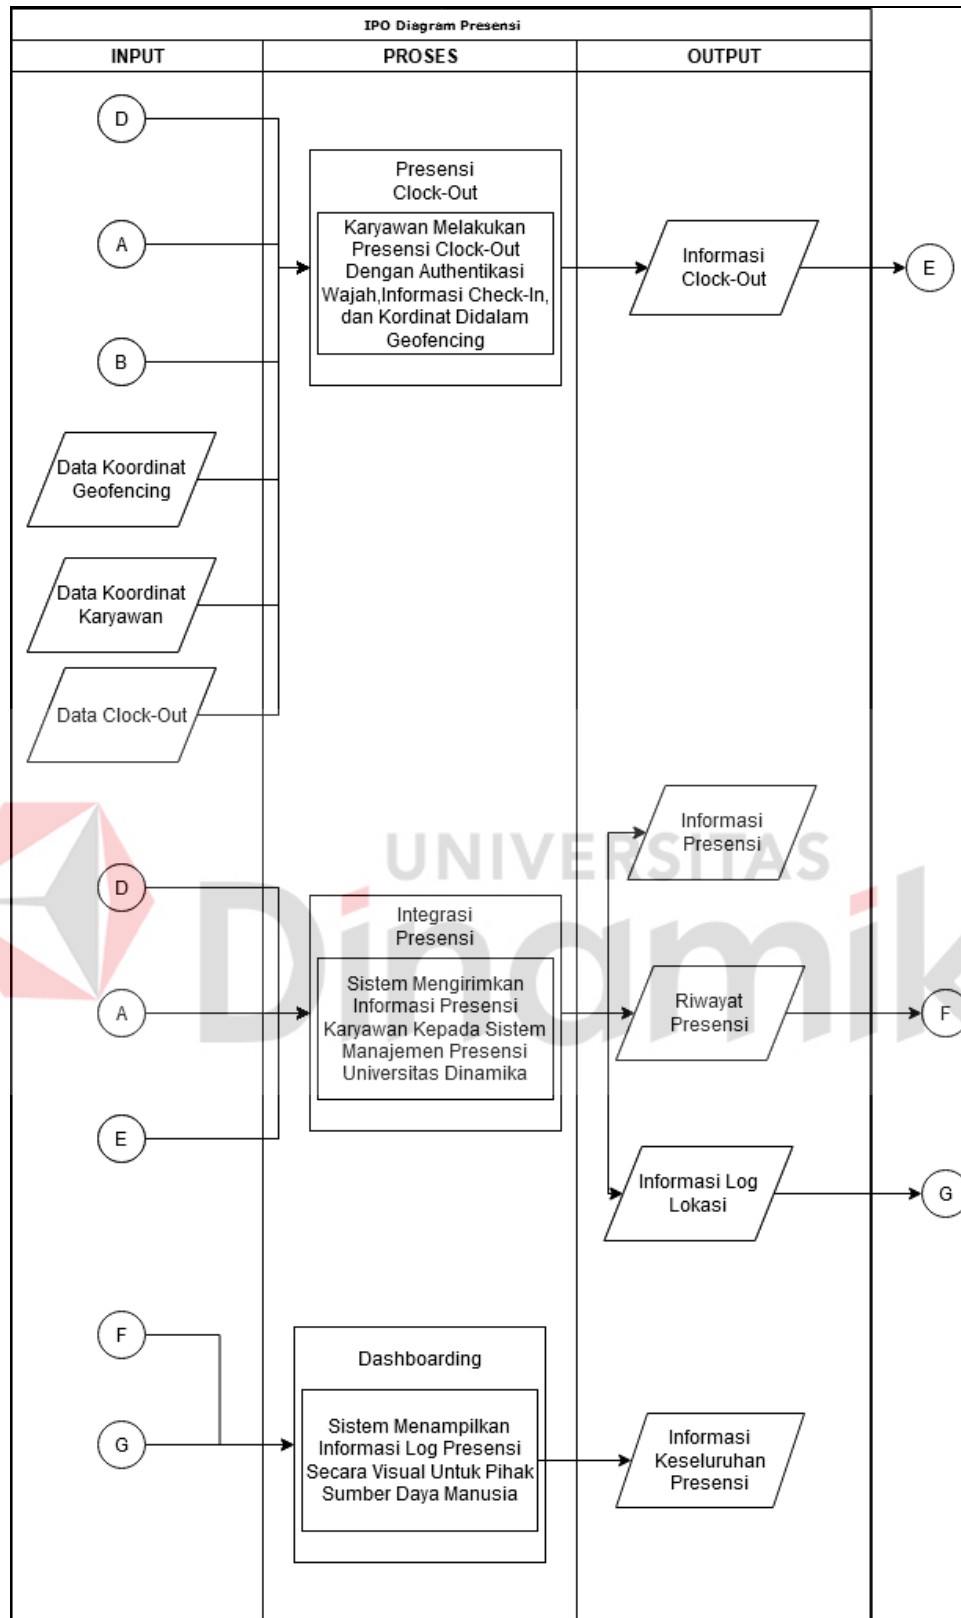 IPO Diagram Presensi
INPUT
PROSES
OUTPUT
D
A
B
Data Koordinat
Geofencing
Data Koordinat
Karyawan
Data Clock-Out
Presensi
Clock-Out
Karyawan Melakukan
Presensi Clock-Out
Dengan Authentikasi
Wajah,Informasi Check-In,
dan Kordinat Didalam
Geofencing
Informasi
Clock-Out
E
UNIVERSITAS
Dinamik
D
A
E
Integrasi
Presensi
Sistem Mengirimkan
Informasi Presensi
Karyawan Kepada Sistem
Manajemen Presensi
Universitas Dinamika
Informasi
Presensi
Riwayat
Presensi
F
Informasi Log
Lokasi
G
F
G
Dashboarding
Sistem Menampilkan
Informasi Log Presensi
Secara Visual Untuk Pihak
Sumber Daya Manusia
Informasi
Keseluruhan
Presensi